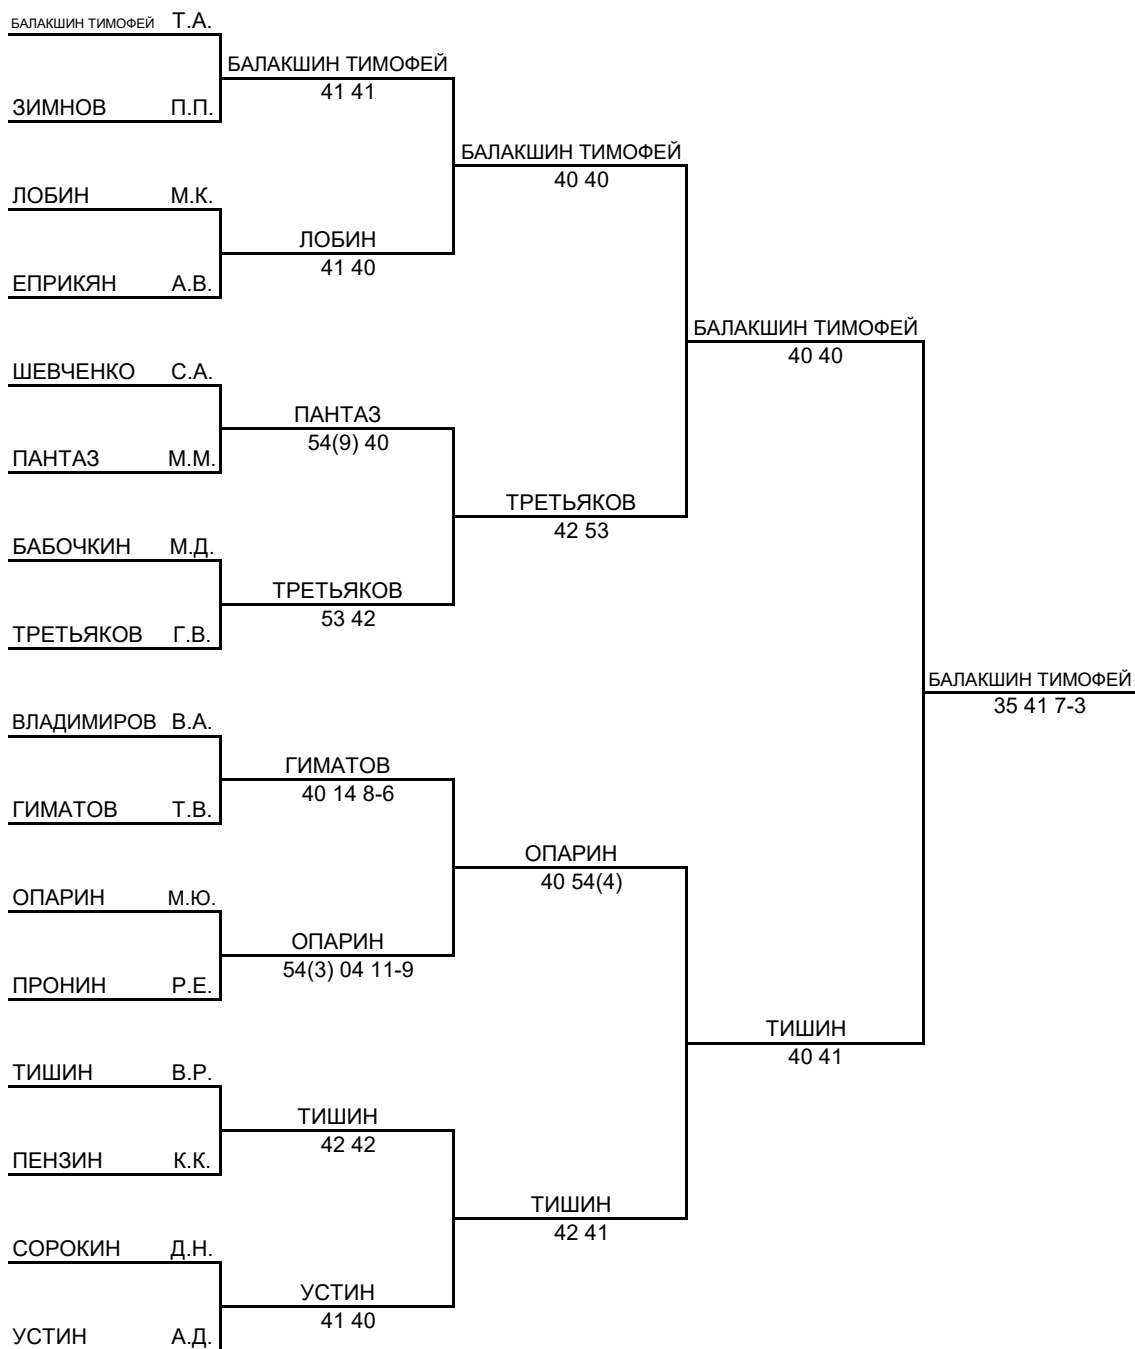 БАЛАКШИН ТИМОФЕЙ Т.А.
БАЛАКШИН ТИМОФЕЙ
41 41
ЗИМНОВ П.П.
БАЛАКШИН ТИМОФЕЙ
40 40
ЛОБИН М.К.
ЛОБИН
41 40
ЕПРИКЯН А.В.
БАЛАКШИН ТИМОФЕЙ
40 40
ШЕВЧЕНКО С.А.
ПАНТАЗ
54(9) 40
ПАНТАЗ М.М.
ТРЕТЬЯКОВ
42 53
БАБОЧКИН М.Д.
ТРЕТЬЯКОВ
53 42
ТРЕТЬЯКОВ Г.В.
БАЛАКШИН ТИМОФЕЙ
35 41 7-3
ВЛАДИМИРОВ В.А.
ГИМАТОВ
40 14 8-6
ГИМАТОВ Т.В.
ОПАРИН
40 54(4)
ОПАРИН М.Ю.
ОПАРИН
54(3) 04 11-9
ПРОНИН Р.Е.
ТИШИН
40 41
ТИШИН В.Р.
ТИШИН
42 42
ПЕНЗИН К.К.
ТИШИН
42 41
СОРОКИН Д.Н.
УСТИН
41 40
УСТИН А.Д.